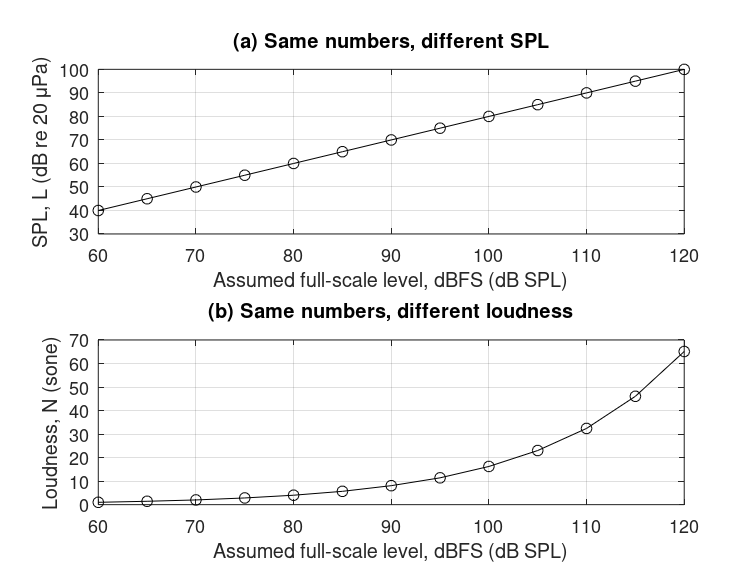 (a) Same numbers, different SPL
SPL, L (dB re 20 μPa)
100
90
80
70
60
50
40
30
60 70 80 90 100 110 120
Assumed full-scale level, dBFS (dB SPL)
(b) Same numbers, different loudness
Loudness, N (sone)
70
60
50
40
30
20
10
0
60 70 80 90 100 110 120
Assumed full-scale level, dBFS (dB SPL)